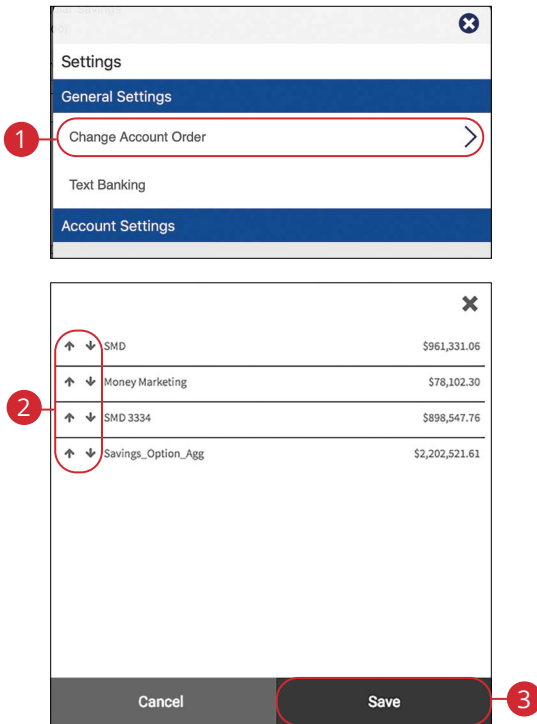 Settings
General Settings
1
Change Account Order
Text Banking
Account Settings
2
SMD $961,331.06
Money Marketing $78,102.30
SMD 3334 $898,547.76
Savings_Option_Agg $2,202,521.61
Cancel Save
3